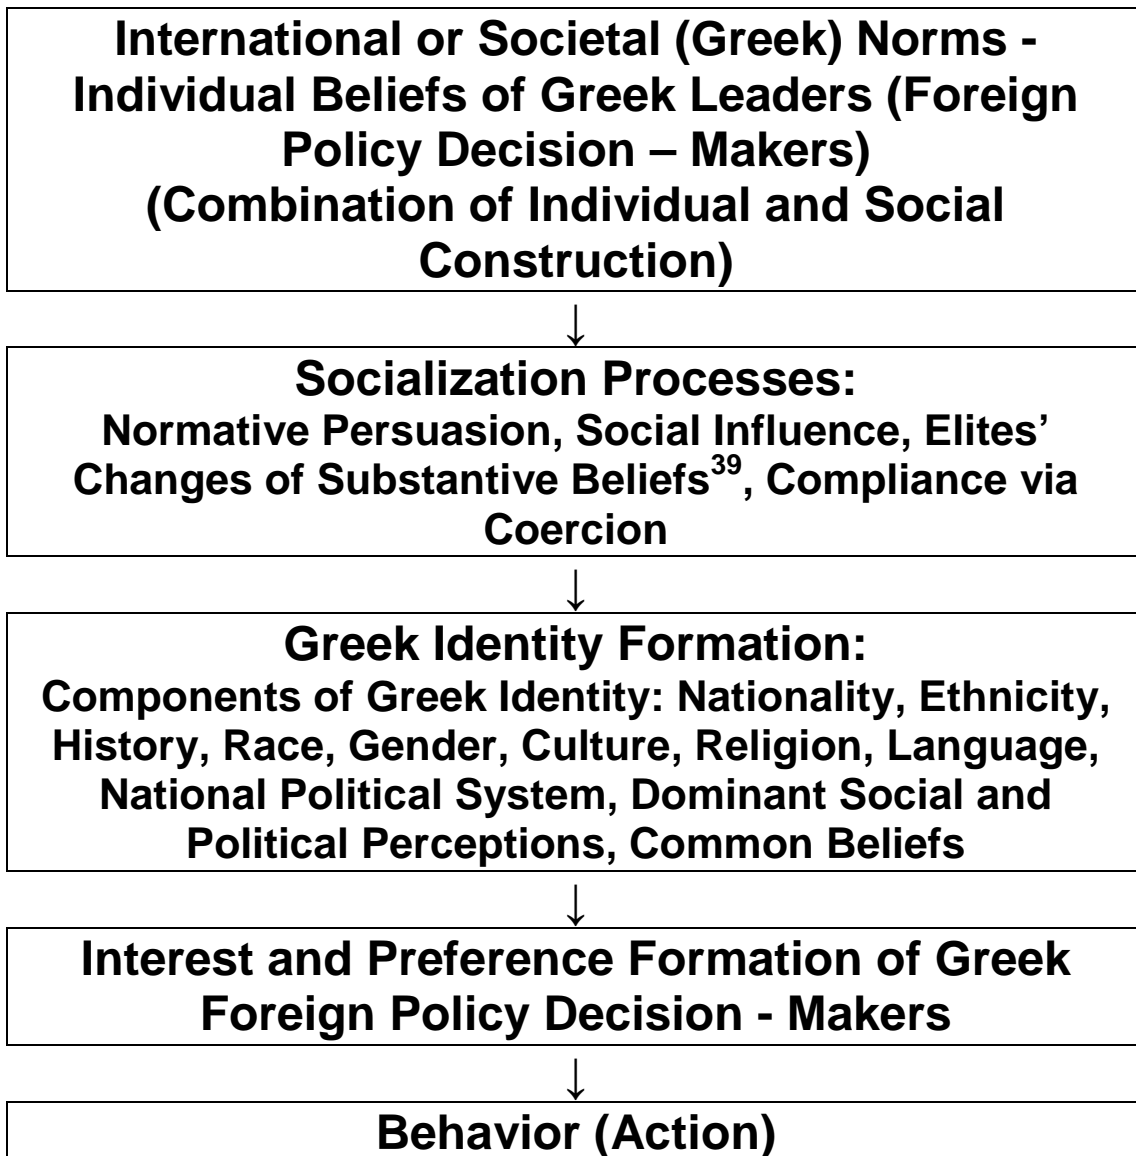 International or Societal (Greek) Norms -
Individual Beliefs of Greek Leaders (Foreign
Policy Decision – Makers)
(Combination of Individual and Social
Construction)
↓
Socialization Processes:
Normative Persuasion, Social Influence, Elites’
Changes of Substantive Beliefs39, Compliance via
Coercion
↓
Greek Identity Formation:
Components of Greek Identity: Nationality, Ethnicity,
History, Race, Gender, Culture, Religion, Language,
National Political System, Dominant Social and
Political Perceptions, Common Beliefs
↓
Interest and Preference Formation of Greek
Foreign Policy Decision - Makers
↓
Behavior (Action)